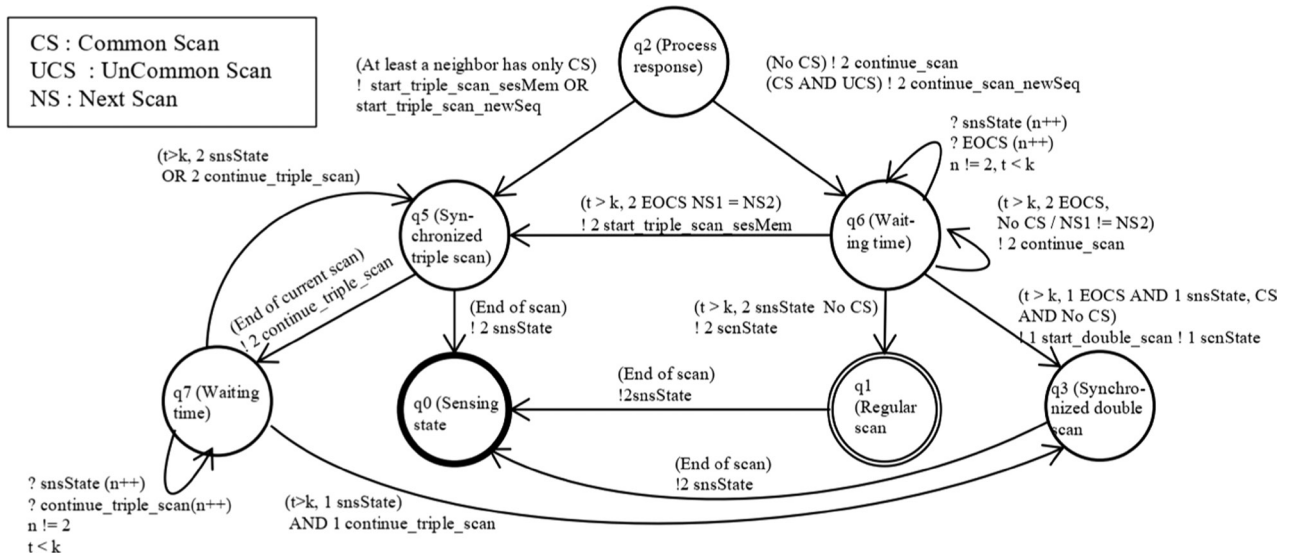 CS : Common Scan
UCS : UnCommon Scan
NS : Next Scan
q2 (Process
response)
(At least a neighbor has only CS)
! start_triple_scan_sesMem OR
start_triple_scan_newSeq
(No CS) ! 2 continue_scan
(CS AND UCS) ! 2 continue_scan_newSeq
? snsState (n++)
? EOCS (n++)
n != 2, t < k
(t>k, 2 snsState
OR 2 continue_triple_scan)
q5 (Syn-
chronized
triple scan)
(t > k, 2 EOCS NS1 = NS2)
! 2 start_triple_scan_sesMem
q6 (Wait-
ing time)
(t > k, 2 EOCS,
No CS / NS1 != NS2)
! 2 continue_scan
(End of current scan)
! 2 continue_triple_scan
(End of scan)
! 2 snsState
(t > k, 2 snsState No CS)
! 2 scnState
(t > k, 1 EOCS AND 1 snsState, CS
AND No CS)
! 1 start_double_scan ! 1 scnState
q7 (Waiting
time)
q0 (Sensing
state
(End of scan)
!2snsState
q1
(Regular
scan
q3 (Synchro-
nized double
scan
(End of scan)
!2 snsState
? snsState (n++)
? continue_triple_scan(n++)
n != 2
t < k
(t>k, 1 snsState)
AND 1 continue_triple_scan